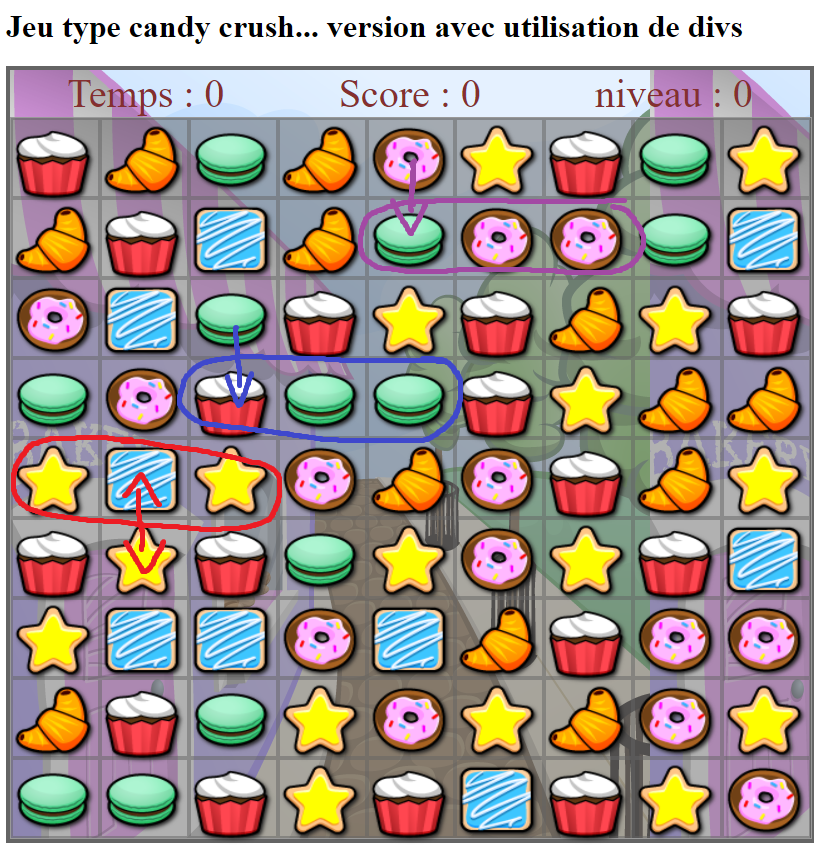 Jeu type candy crush... version avec utilisation de divs
Temps : 0 Score : 0 niveau : 0